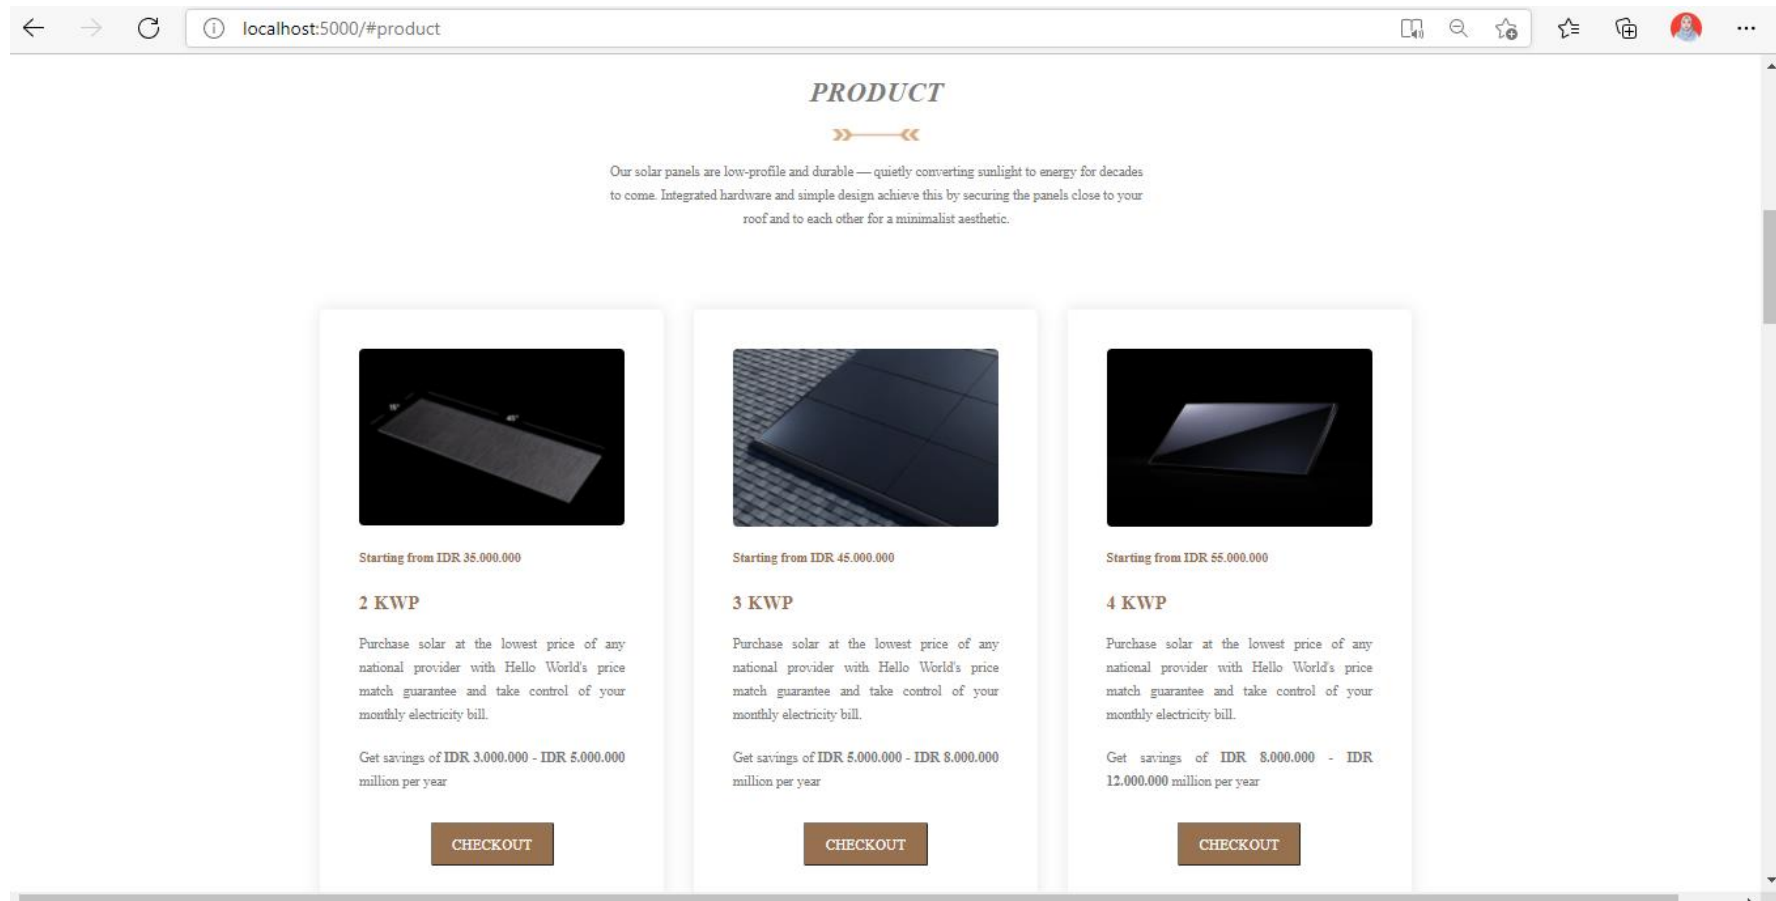 localhost:5000/#product
PRODUCT
Our solar panels are low-profile and durable — quietly converting sunlight to energy for decades
to come. Integrated hardware and simple design achieve this by securing the panels close to your
roof and to each other for a minimalist aesthetic.
15"
45"
Starting from IDR 35.000.000
2 KWP
Purchase solar at the lowest price of any
national provider with Hello World's price
match guarantee and take control of your
monthly electricity bill.
Get savings of IDR 3.000.000 - IDR 5.000.000
million per year
CHECKOUT
Starting from IDR 45.000.000
3 KWP
Purchase solar at the lowest price of any
national provider with Hello World's price
match guarantee and take control of your
monthly electricity bill.
Get savings of IDR 5.000.000 - IDR 8.000.000
million per year
CHECKOUT
Starting from IDR 55.000.000
4 KWP
Purchase solar at the lowest price of any
national provider with Hello World's price
match guarantee and take control of your
monthly electricity bill.
Get savings of IDR 8.000.000 - IDR
12.000.000 million per year
CHECKOUT